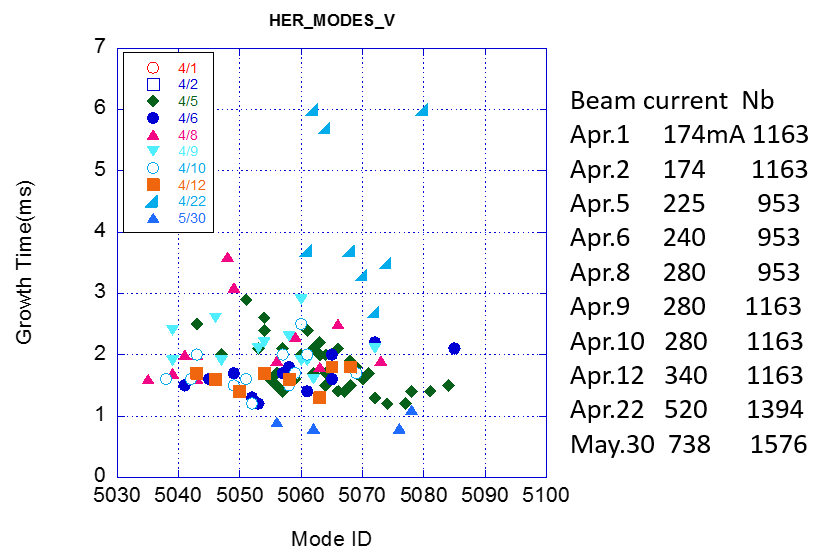 HER_MODES_V
7
6
5
4
3
2
1
0
Growth Time(ms)
4/1
4/2
4/5
4/6
4/8
4/9
4/10
4/12
4/22
5/30
5030 5040 5050 5060 5070 5080 5090 5100
Mode ID
Beam current Nb
Apr.1 174mA 1163
Apr.2 174 1163
Apr.5 225 953
Apr.6 240 953
Apr.8 280 953
Apr.9 280 1163
Apr.10 280 1163
Apr.12 340 1163
Apr.22 520 1394
May.30 738 1576